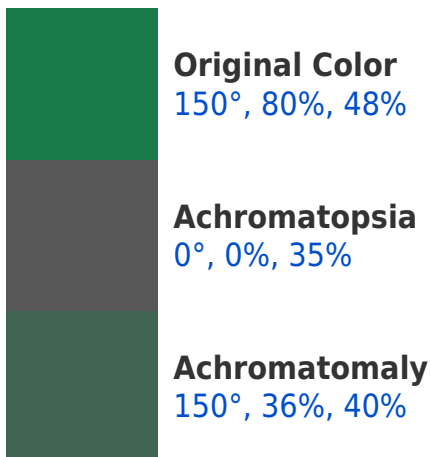 Original Color
150°, 80%, 48%
Achromatopsia
0°, 0%, 35%
Achromatomaly
150°, 36%, 40%